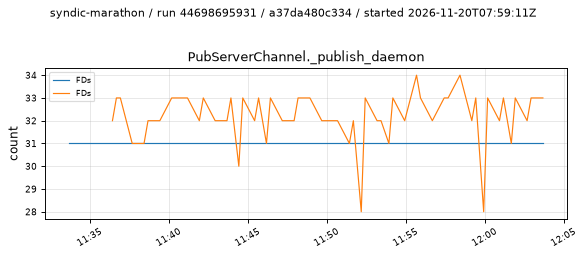 syndic-marathon / run 44698695931 / a37da480c334 / started 2026-11-20T07:59:11Z
PubServerChannel._publish_daemon
FDs
FDs
count
34
33
32
31
30
29
28
11:35
11:40
11:45
11:50
11:55
12:00
12:05